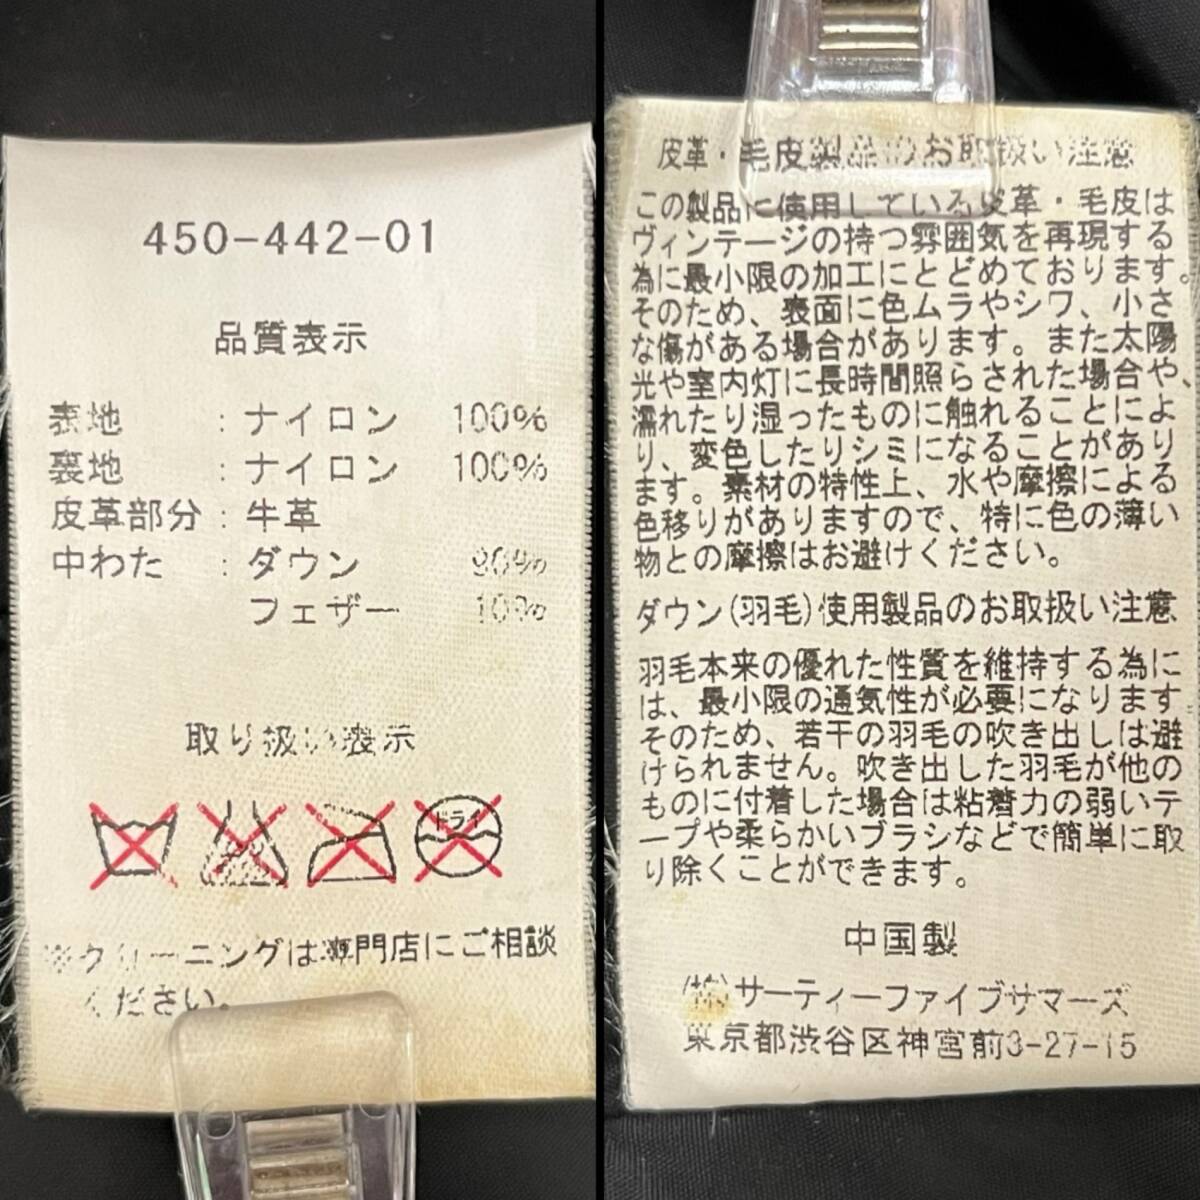 450-442-01
品質表示
表地 : ナイロン 100%
裏地 : ナイロン 100%
皮革部分 : 牛革
中わた : ダウン 90%
フェザー 10%
取り扱い表示
ドライ
※クリーニングは専門店にご相談
ください。
皮革・毛皮製品のお取扱い注意
この製品に使用している皮革・毛皮は
ヴィンテージの持つ雰囲気を再現する
為に最小限の加工にとどめております。
そのため、表面に色ムラやシワ、小さ
な傷がある場合があります。また太陽
光や室内灯に長時間照らされた場合や、
濡れたり湿ったものに触れることによ
り、変色したりシミになることがあり
ます。素材の特性上、水や摩擦による
色移りがありますので、特に色の薄い
物との摩擦はお避けください。
ダウン(羽毛)使用製品のお取扱い注意
羽毛本来の優れた性質を維持する為に
は、最小限の通気性が必要になります
そのため、若干の羽毛の吹き出しは避
けられません。吹き出した羽毛が他の
ものに付着した場合は粘着力の弱いテ
ープや柔らかいブラシなどで簡単に取
り除くことができます。
中国製
(株)サーティーファイブサマーズ
東京都渋谷区神宮前3-27-15